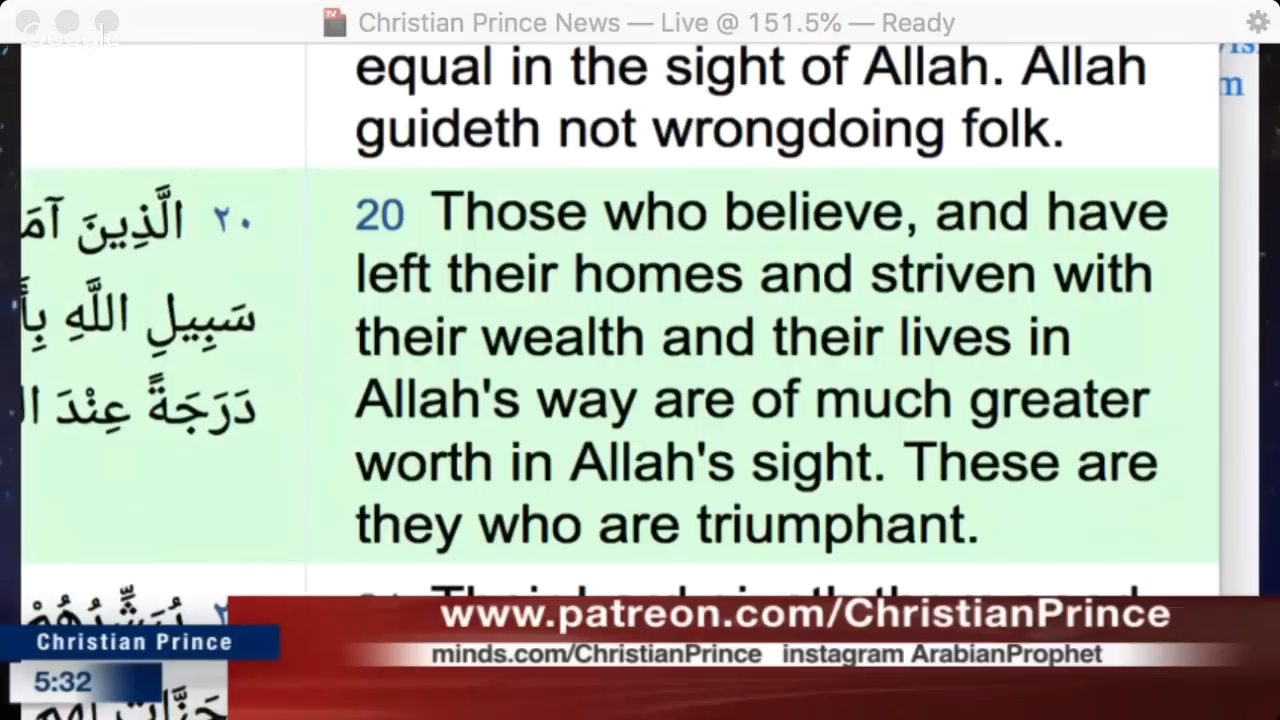 Christian Prince News — Live @ 151.5% — Ready
Google
equal in the sight of Allah. Allah
guideth not wrongdoing folk.
٢٠ الَّذِينَ
سَبِيلِ اللَّهِ
دَرَجَةً عِنْدَ
20 Those who believe, and have
left their homes and striven with
their wealth and their lives in
Allah's way are of much greater
worth in Allah's sight. These are
they who are triumphant.
www.patreon.com/ChristianPrince
minds.com/ChristianPrince instagram ArabianProphet
Christian Prince
5:32